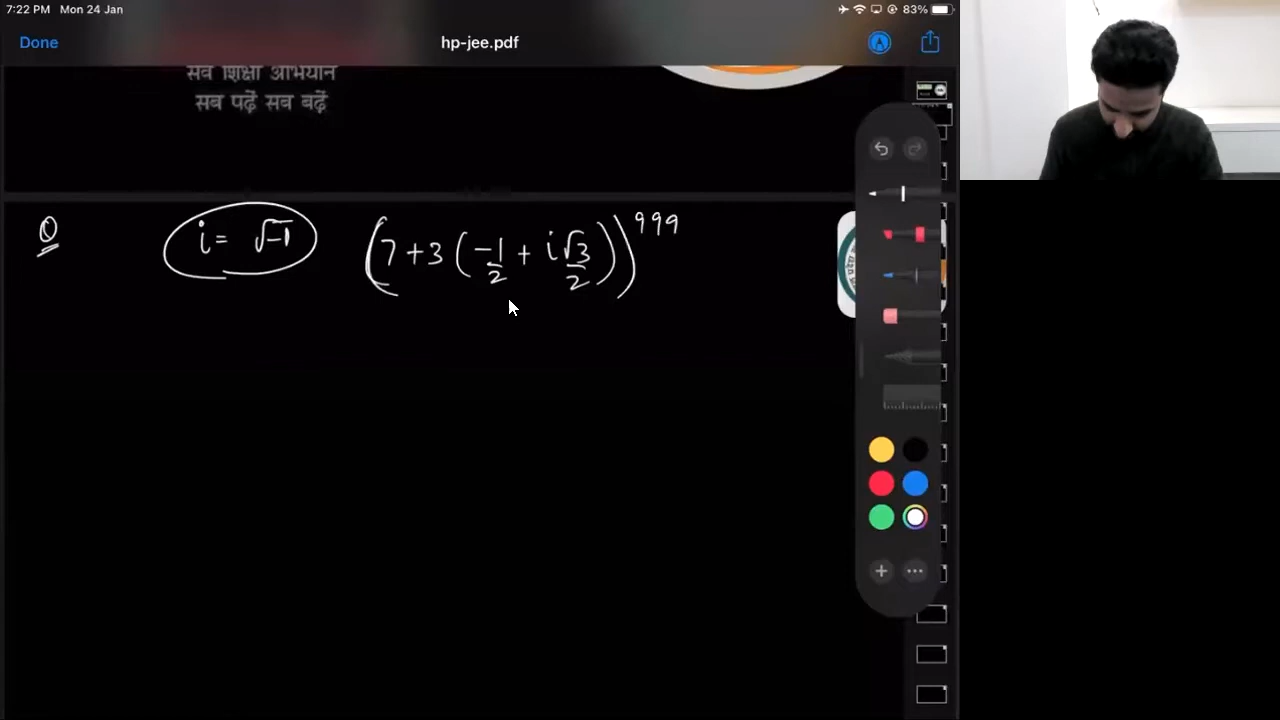 7:22 PM Mon 24 Jan
83%
Done
hp-jee.pdf
सर्व शिक्षा अभियान
सब पढ़ें सब बढ़ें
Q i = √-1 (7+3(-1/2 + i√3/2))^999